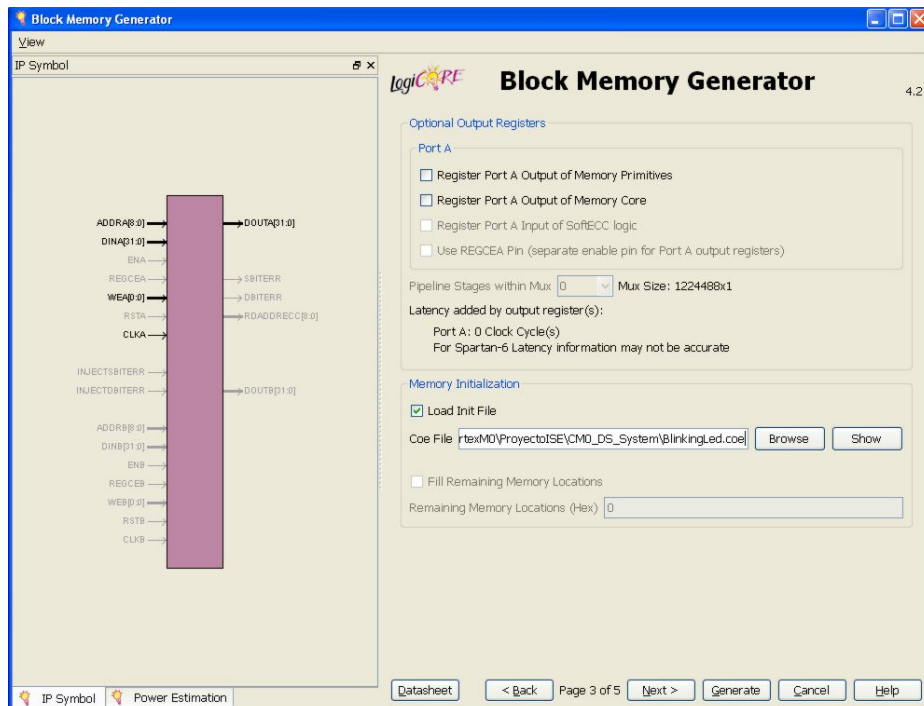 Block Memory Generator
View
IP Symbol
ADDRA[8:0]
DOUTA[31:0]
DINA[31:0]
ENA
REGCEA
SBITERR
WEA[0:0]
DBITERR
RSTA
RDADDRECC[8:0]
CLKA
INJECTSBITERR
INJECTDBITERR
DOUTB[31:0]
ADDRB[8:0]
DINB[31:0]
ENB
REGCEB
WEB[0:0]
RSTB
CLKB
IP Symbol
Power Estimation
LogiCORE
Block Memory Generator
4.2
Optional Output Registers
Port A
Register Port A Output of Memory Primitives
Register Port A Output of Memory Core
Register Port A Input of SoftECC logic
Use REGCEA Pin (separate enable pin for Port A output registers)
Pipeline Stages within Mux 0 Mux Size: 1224488x1
Latency added by output register(s):
Port A: 0 Clock Cycle(s)
For Spartan-6 Latency information may not be accurate
Memory Initialization
Load Init File
Coe File rtexM0\ProyectoISE\CM0_DS_System\BlinkingLed.coe Browse Show
Fill Remaining Memory Locations
Remaining Memory Locations (Hex) 0
Datasheet < Back Page 3 of 5 Next > Generate Cancel Help